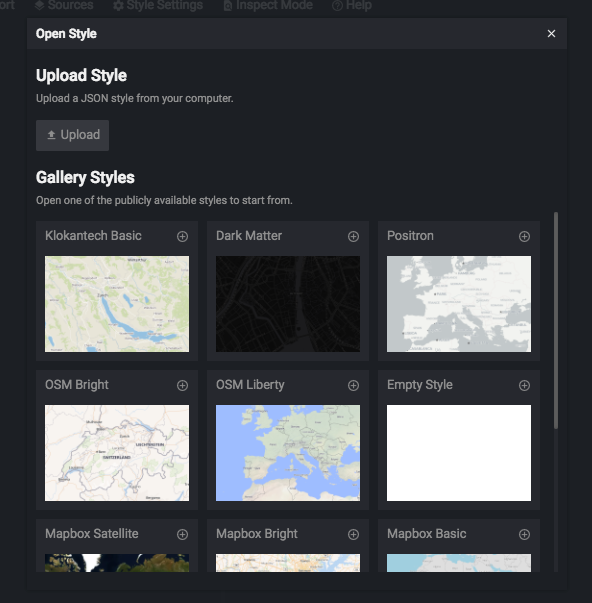 ort Sources Style Settings Inspect Mode Help
Open Style
Upload Style
Upload a JSON style from your computer.
Upload
Gallery Styles
Open one of the publicly available styles to start from.
Klokantech Basic Dark Matter Positron
OSM Bright OSM Liberty Empty Style
LIECHTENSTEIN
SWITZERLAND
Mapbox Satellite Mapbox Bright Mapbox Basic